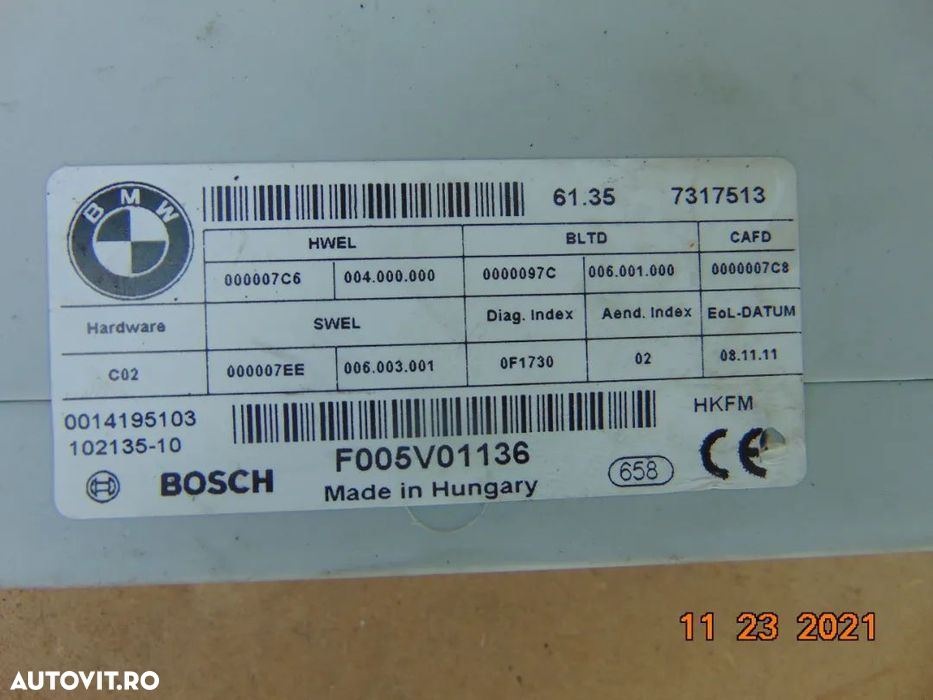 BMW
61.35 7317513
HWEL BLTD CAFD
000007C6 004.000.000 0000097C 006.001.000 0000007C8
Hardware SWEL Diag. Index Aend. Index EoL-DATUM
C02 000007EE 006.003.001 0F1730 02 08.11.11
0014195103 HKFM
102135-10 F005V01136 CE
BOSCH Made in Hungary 658
11 23 2021
AUTOVIT.RO